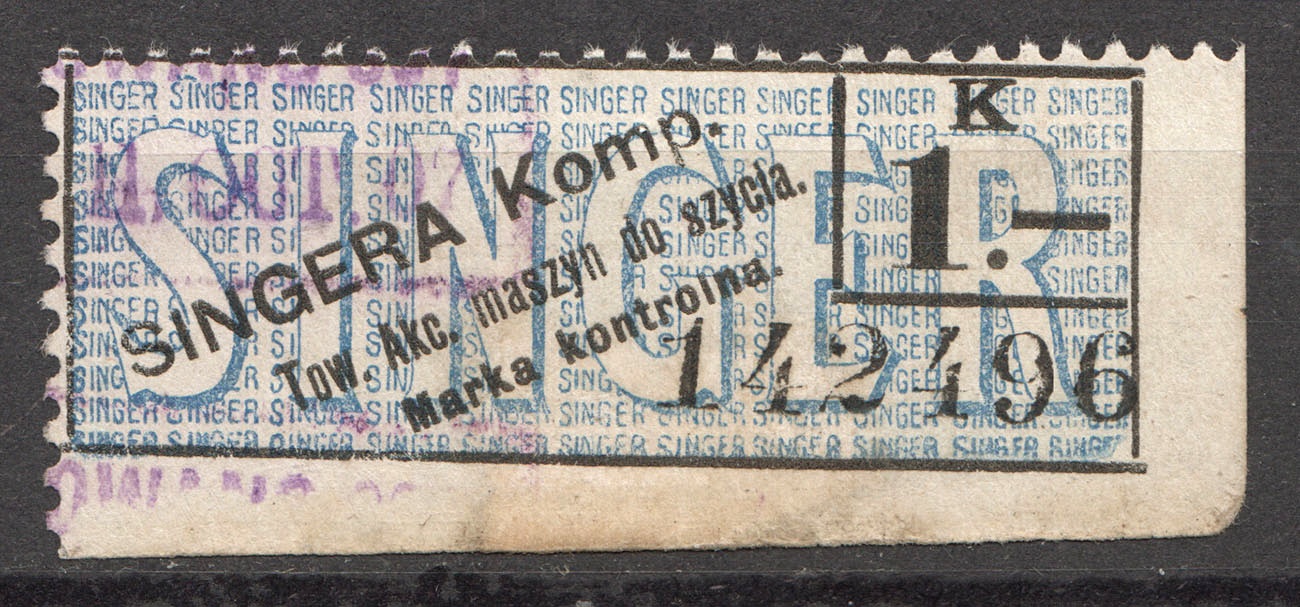 SINGER
SINGERA Komp.
Tow. Akc. maszyn do szycia.
Marka kontrolna.
K
1.—
142496